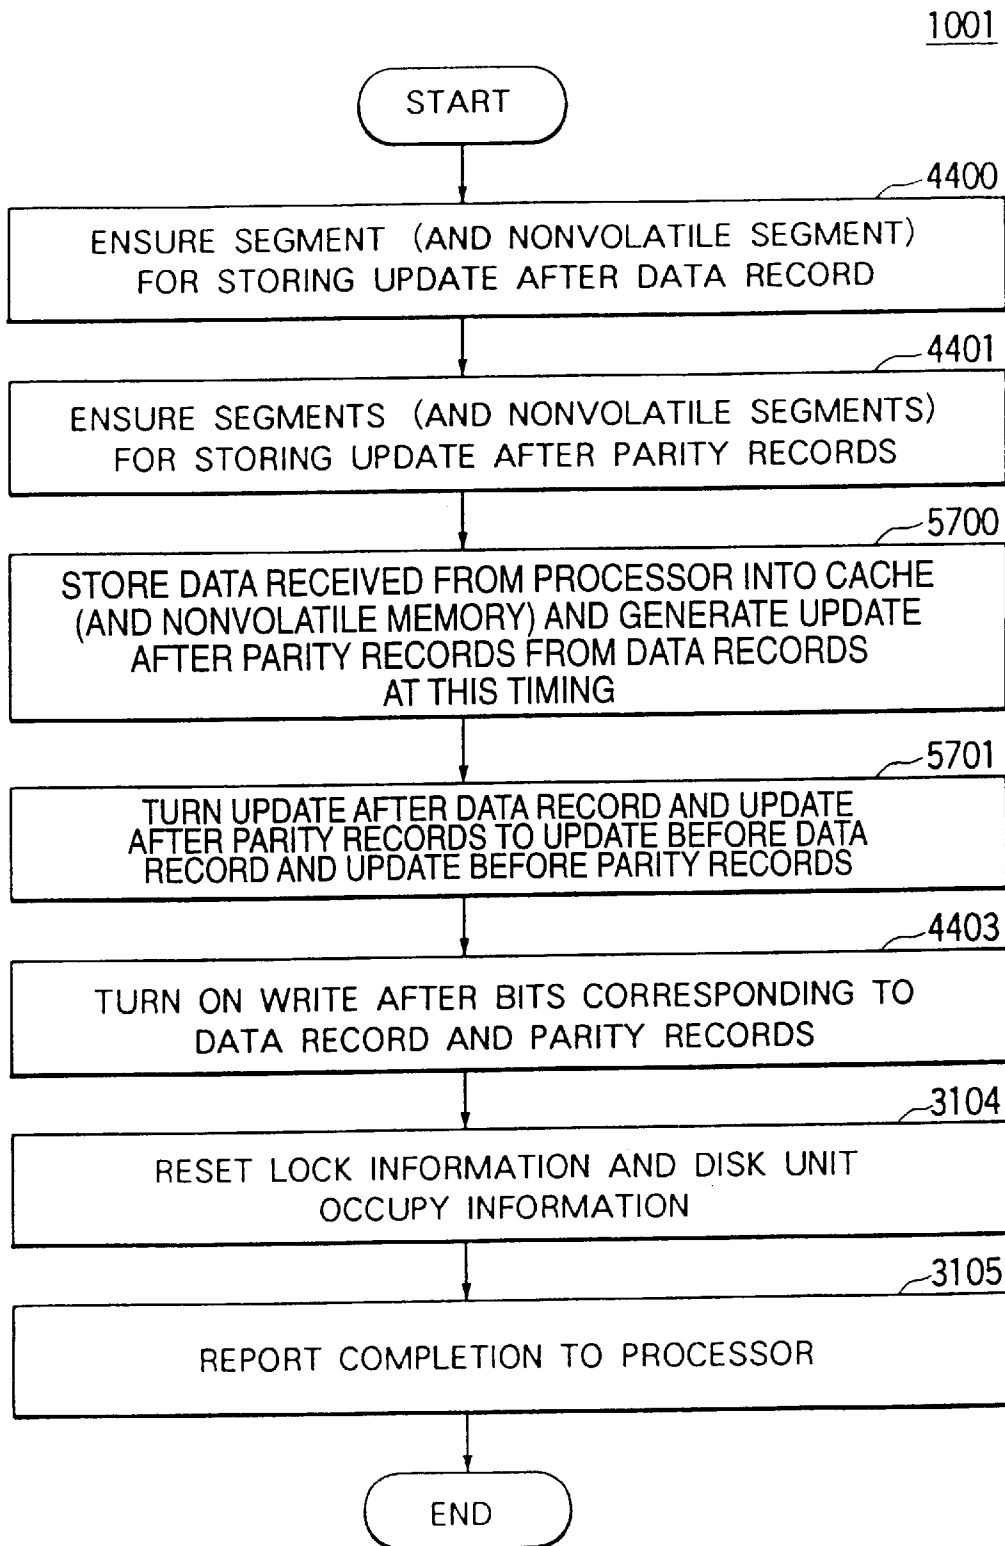 1001
START
4400
ENSURE SEGMENT (AND NONVOLATILE SEGMENT)
FOR STORING UPDATE AFTER DATA RECORD
4401
ENSURE SEGMENTS (AND NONVOLATILE SEGMENTS)
FOR STORING UPDATE AFTER PARITY RECORDS
5700
STORE DATA RECEIVED FROM PROCESSOR INTO CACHE
(AND NONVOLATILE MEMORY) AND GENERATE UPDATE
AFTER PARITY RECORDS FROM DATA RECORDS
AT THIS TIMING
5701
TURN UPDATE AFTER DATA RECORD AND UPDATE
AFTER PARITY RECORDS TO UPDATE BEFORE DATA
RECORD AND UPDATE BEFORE PARITY RECORDS
4403
TURN ON WRITE AFTER BITS CORRESPONDING TO
DATA RECORD AND PARITY RECORDS
3104
RESET LOCK INFORMATION AND DISK UNIT
OCCUPY INFORMATION
3105
REPORT COMPLETION TO PROCESSOR
END